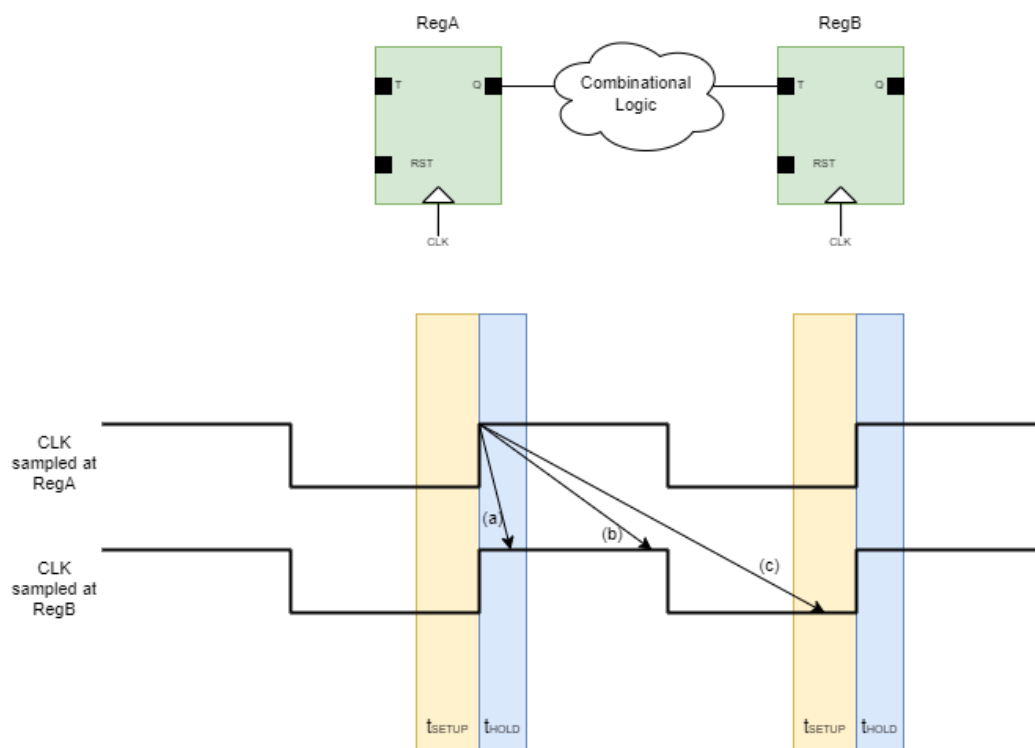 RegA
RegB
T
Q
Combinational
Logic
T
Q
RST
RST
CLK
CLK
CLK
sampled at
RegA
(a)
(b)
(c)
CLK
sampled at
RegB
tSETUP
tHOLD
tSETUP
tHOLD